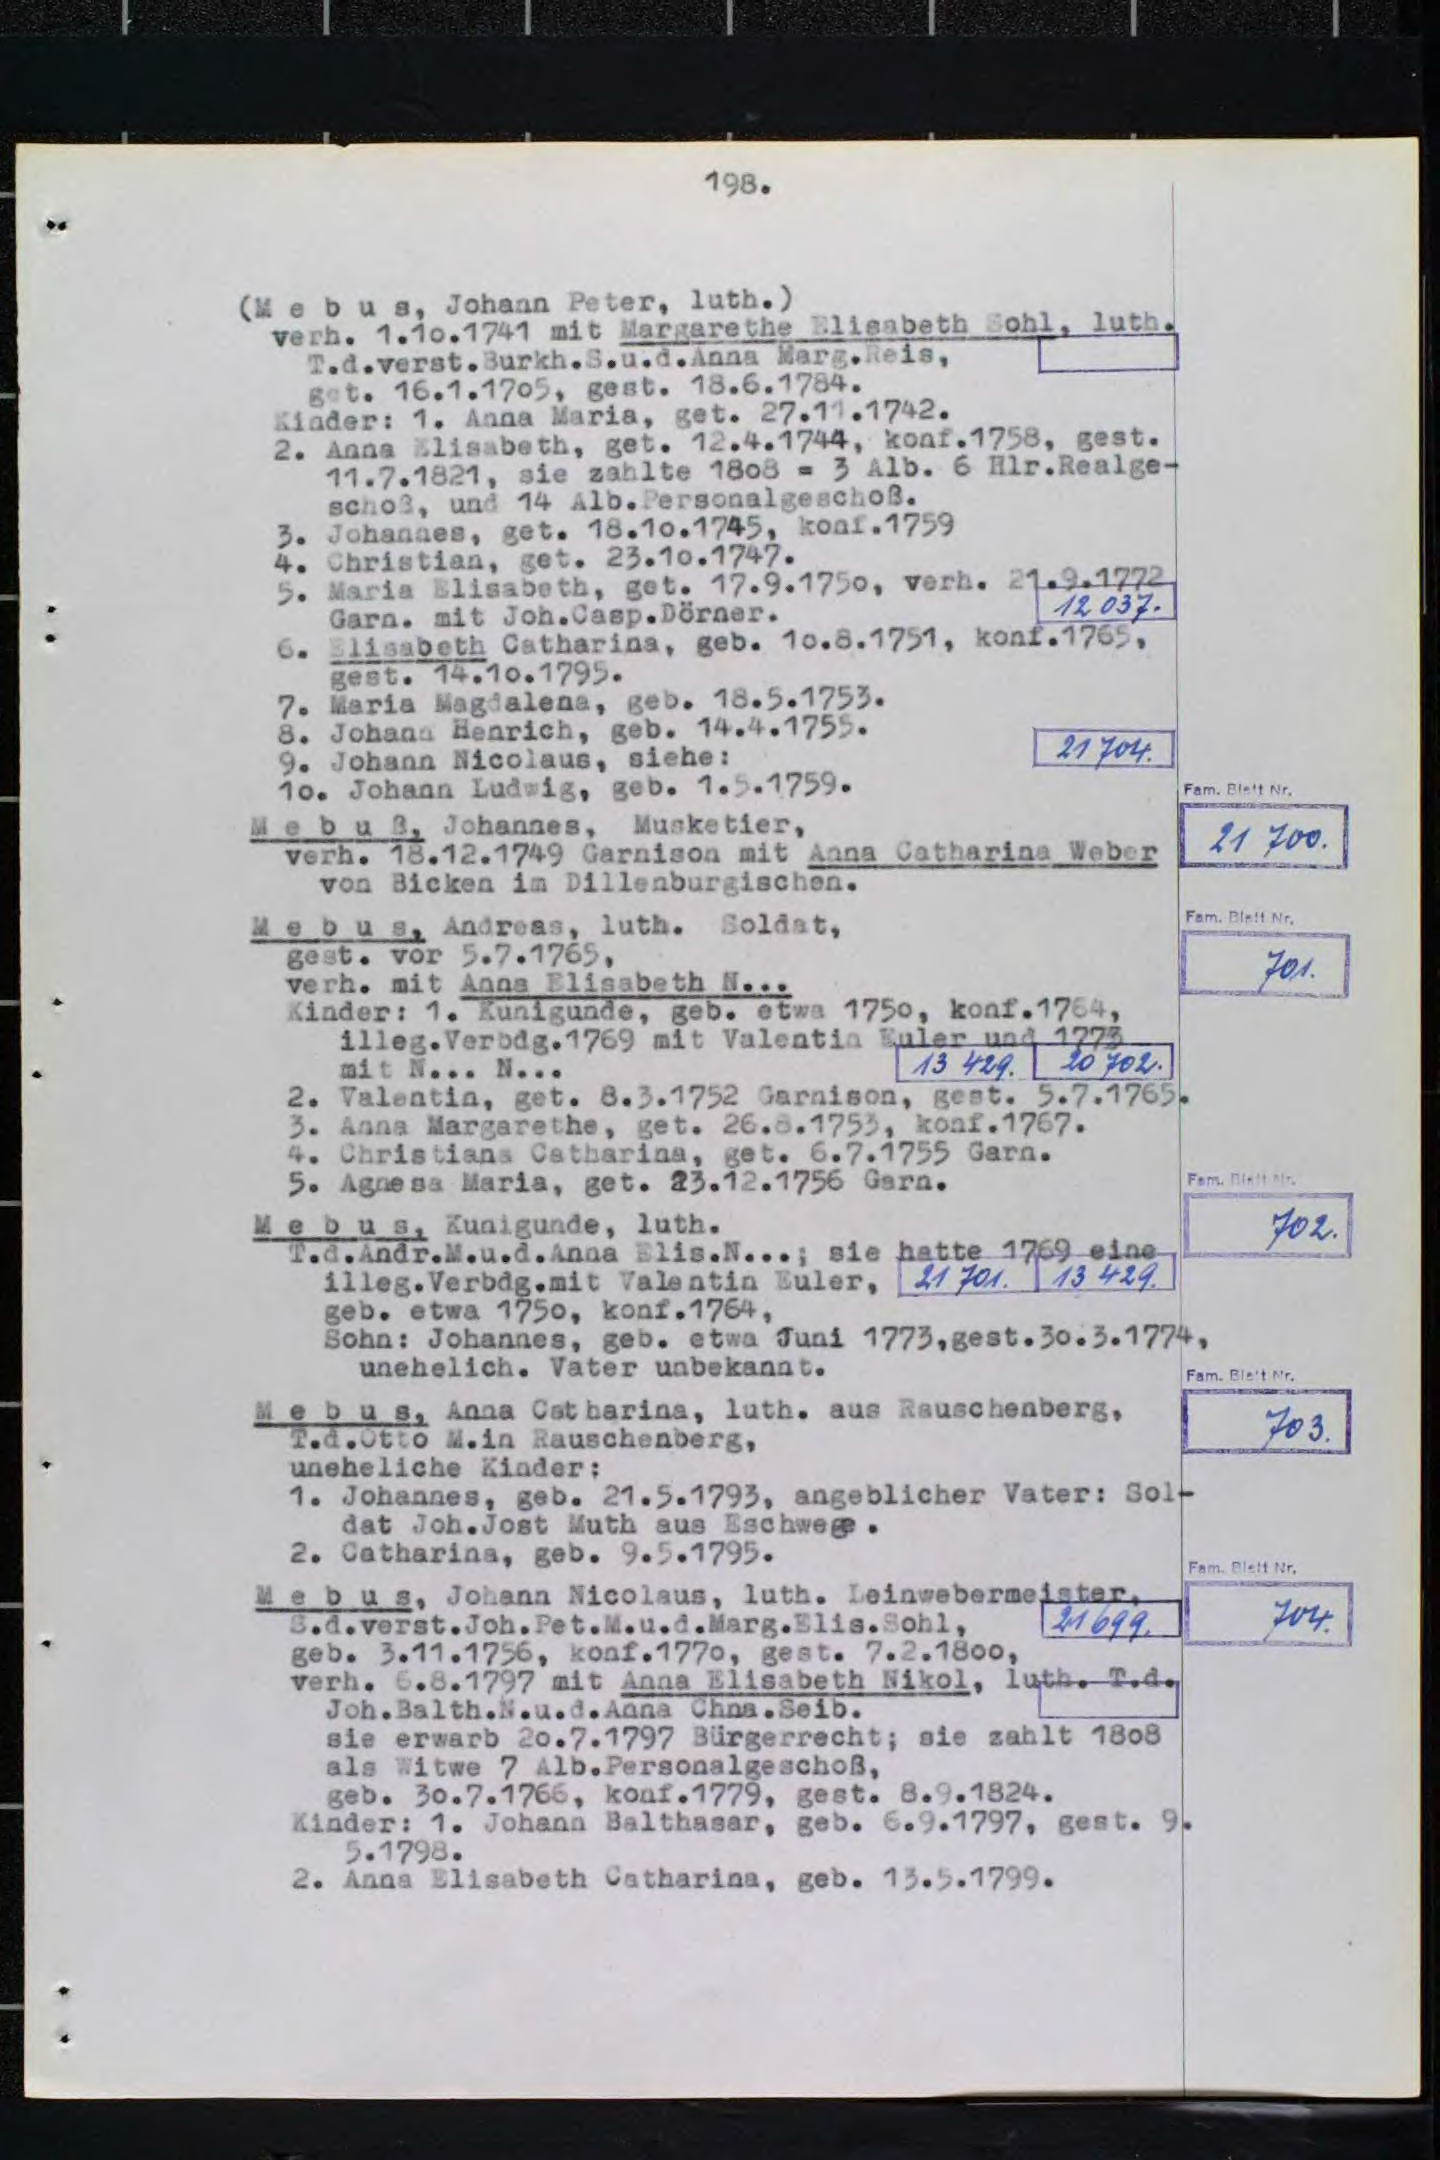 198.
(M e b u s, Johann Peter, luth.)
verh. 1.10.1741 mit Margarethe Elisabeth Sohl, luth.
T.d.verst.Burkh.S.u.d.Anna Marg.Reis,
get. 16.1.1705, gest. 18.6.1784.
Kinder: 1. Anna Maria, get. 27.11.1742.
2. Anna Elisabeth, get. 12.4.1744, konf.1758, gest.
11.7.1821, sie zahlte 1808 = 3 Alb. 6 Hlr.Realge-
schoß, und 14 Alb.Personalgeschoß.
3. Johannes, get. 18.10.1745, konf.1759
4. Christian, get. 23.10.1747.
5. Maria Elisabeth, get. 17.9.1750, verh. 21.9.1772
Garn. mit Joh.Casp.Dörner. 12 037.
6. Elisabeth Catharina, geb. 10.8.1751, konf.1765,
gest. 14.10.1795.
7. Maria Magdalena, geb. 18.5.1753.
8. Johann Henrich, geb. 14.4.1755.
9. Johann Nicolaus, siehe: 21 704.
10. Johann Ludwig, geb. 1.5.1759.
Fam. Blatt Nr.
M e b u ß, Johannes, Musketier, 21 700.
verh. 18.12.1749 Garnison mit Anna Catharina Weber
von Bicken im Dillenburgischen.
Fam. Blatt Nr.
M e b u s, Andreas, luth. Soldat,
gest. vor 5.7.1765, 701.
verh. mit Anna Elisabeth N...
Kinder: 1. Kunigunde, geb. etwa 1750, konf.1764,
illeg.Verbdg.1769 mit Valentin Euler und 1773
mit N... N... 13 429. 20 702.
2. Valentin, get. 8.3.1752 Garnison, gest. 5.7.1765.
3. Anna Margarethe, get. 26.8.1753, konf.1767.
4. Christiana Catharina, get. 6.7.1755 Garn.
5. Agnesa Maria, get. 23.12.1756 Garn.
Fam. Blatt Nr.
M e b u s, Kunigunde, luth. 702.
T.d.Andr.M.u.d.Anna Elis.N...; sie hatte 1769 eine
illeg.Verbdg.mit Valentin Euler, 21 701. 13 429.
geb. etwa 1750, konf.1764,
Sohn: Johannes, geb. etwa Juni 1773,gest.30.3.1774,
unehelich. Vater unbekannt.
Fam. Blatt Nr.
M e b u s, Anna Catharina, luth. aus Rauschenberg, 703.
T.d.Otto M.in Rauschenberg,
uneheliche Kinder:
1. Johannes, geb. 21.5.1793, angeblicher Vater: Sol-
dat Joh.Jost Muth aus Eschwege.
2. Catharina, geb. 9.5.1795.
Fam. Blatt Nr.
M e b u s, Johann Nicolaus, luth. Leinwebermeister,
S.d.verst.Joh.Pet.M.u.d.Marg.Elis.Sohl, 21 699. 704.
geb. 3.11.1756, konf.1770, gest. 7.2.1800,
verh. 6.8.1797 mit Anna Elisabeth Nikol, luth. T.d.
Joh.Balth.N.u.d.Anna Chna.Seib.
sie erwarb 20.7.1797 Bürgerrecht; sie zahlt 1808
als Witwe 7 Alb.Personalgeschoß,
geb. 30.7.1766, konf.1779, gest. 8.9.1824.
Kinder: 1. Johann Balthasar, geb. 6.9.1797, gest. 9.
5.1798.
2. Anna Elisabeth Catharina, geb. 13.5.1799.